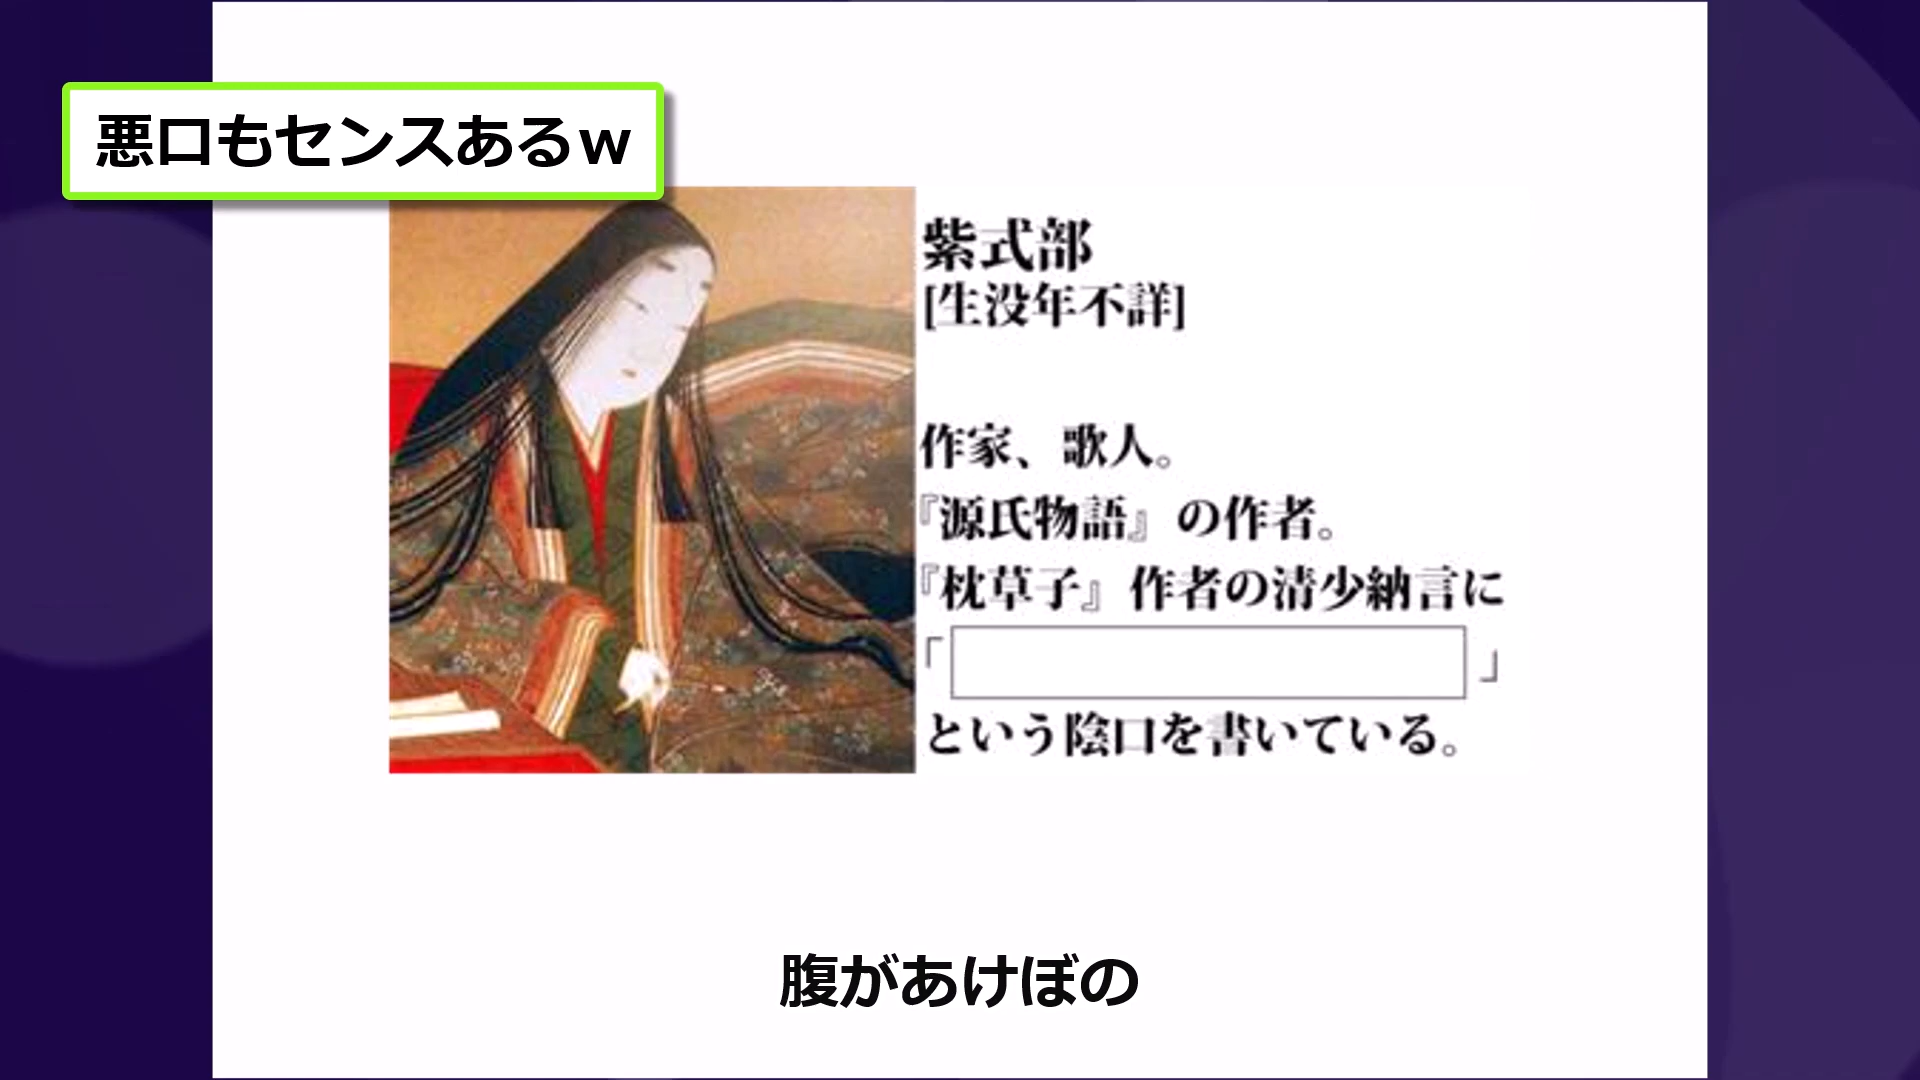 悪口もセンスあるｗ
紫式部
[生没年不詳]
作家、歌人。
『源氏物語』の作者。
『枕草子』作者の清少納言に
「 」
という陰口を書いている。
腹があけぼの